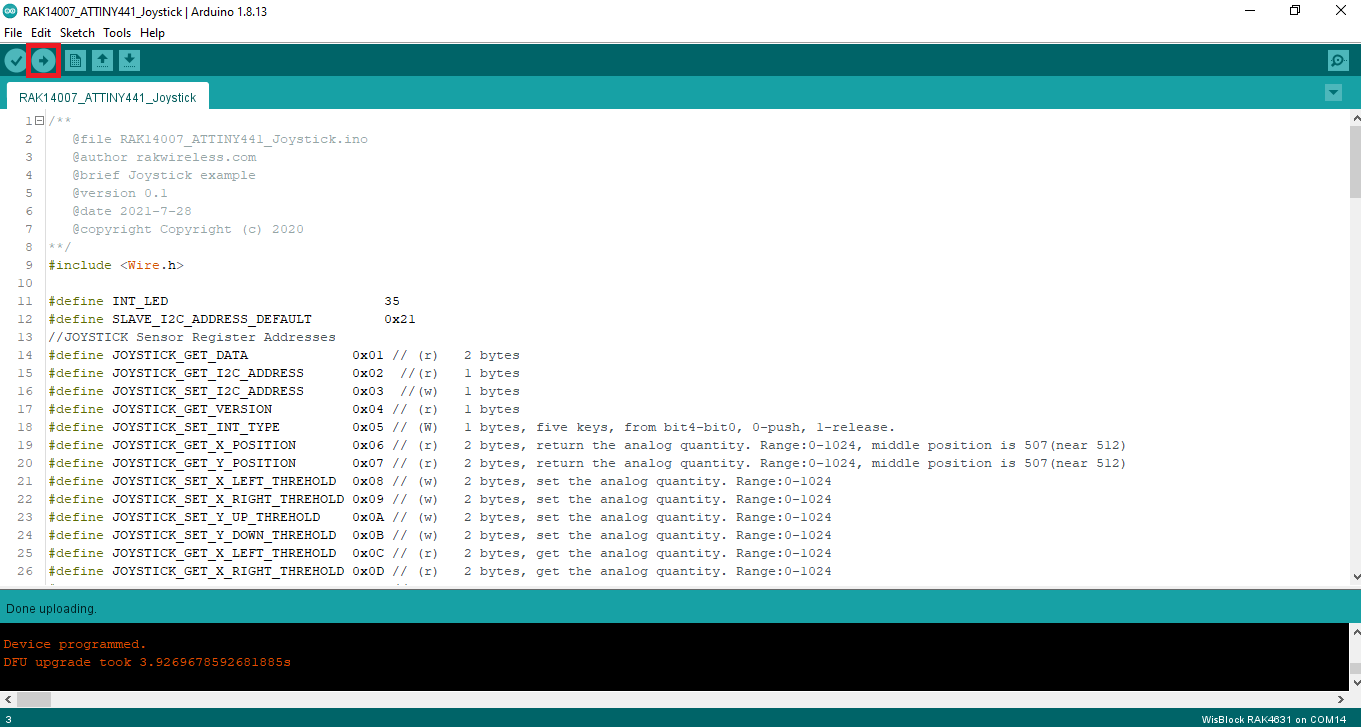 RAK14007_ATTINY441_Joystick | Arduino 1.8.13
File Edit Sketch Tools Help
RAK14007_ATTINY441_Joystick
1 /**
2 @file RAK14007_ATTINY441_Joystick.ino
3 @author rakwireless.com
4 @brief Joystick example
5 @version 0.1
6 @date 2021-7-28
7 @copyright Copyright (c) 2020
8 **/
9 #include <Wire.h>
10
11 #define INT_LED 35
12 #define SLAVE_I2C_ADDRESS_DEFAULT 0x21
13 //JOYSTICK Sensor Register Addresses
14 #define JOYSTICK_GET_DATA 0x01 // (r) 2 bytes
15 #define JOYSTICK_GET_I2C_ADDRESS 0x02 //(r) 1 bytes
16 #define JOYSTICK_SET_I2C_ADDRESS 0x03 //(w) 1 bytes
17 #define JOYSTICK_GET_VERSION 0x04 // (r) 1 bytes
18 #define JOYSTICK_SET_INT_TYPE 0x05 // (W) 1 bytes, five keys, from bit4-bit0, 0-push, 1-release.
19 #define JOYSTICK_GET_X_POSITION 0x06 // (r) 2 bytes, return the analog quantity. Range:0-1024, middle position is 507(near 512)
20 #define JOYSTICK_GET_Y_POSITION 0x07 // (r) 2 bytes, return the analog quantity. Range:0-1024, middle position is 507(near 512)
21 #define JOYSTICK_SET_X_LEFT_THREHOLD 0x08 // (w) 2 bytes, set the analog quantity. Range:0-1024
22 #define JOYSTICK_SET_X_RIGHT_THREHOLD 0x09 // (w) 2 bytes, set the analog quantity. Range:0-1024
23 #define JOYSTICK_SET_Y_UP_THREHOLD 0x0A // (w) 2 bytes, set the analog quantity. Range:0-1024
24 #define JOYSTICK_SET_Y_DOWN_THREHOLD 0x0B // (w) 2 bytes, set the analog quantity. Range:0-1024
25 #define JOYSTICK_GET_X_LEFT_THREHOLD 0x0C // (r) 2 bytes, get the analog quantity. Range:0-1024
26 #define JOYSTICK_GET_X_RIGHT_THREHOLD 0x0D // (r) 2 bytes, get the analog quantity. Range:0-1024
Done uploading.
Device programmed.
DFU upgrade took 3.9269678592681885s
3 WisBlock RAK4631 on COM14